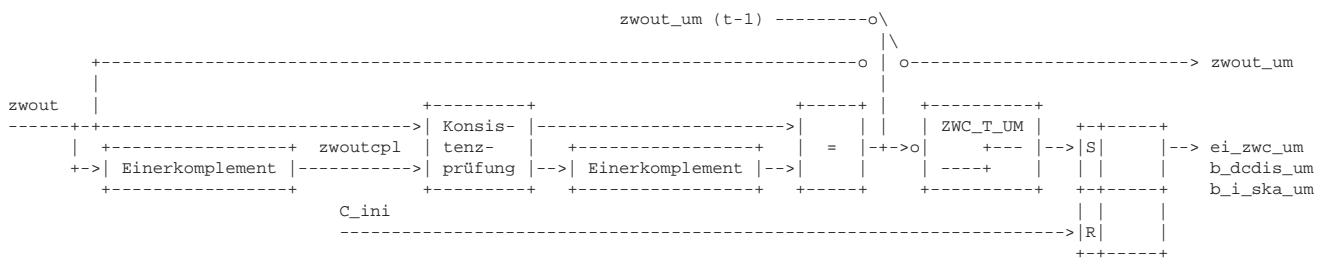 zwout_um (t-1)
zwout_um
zwout
Konsis-
ZWC_T_UM
zwoutcpl
tenz-
=
S
ei_zwc_um
Einerkomplement
prüfung
Einerkomplement
b_dcdis_um
b_i_ska_um
C_ini
R